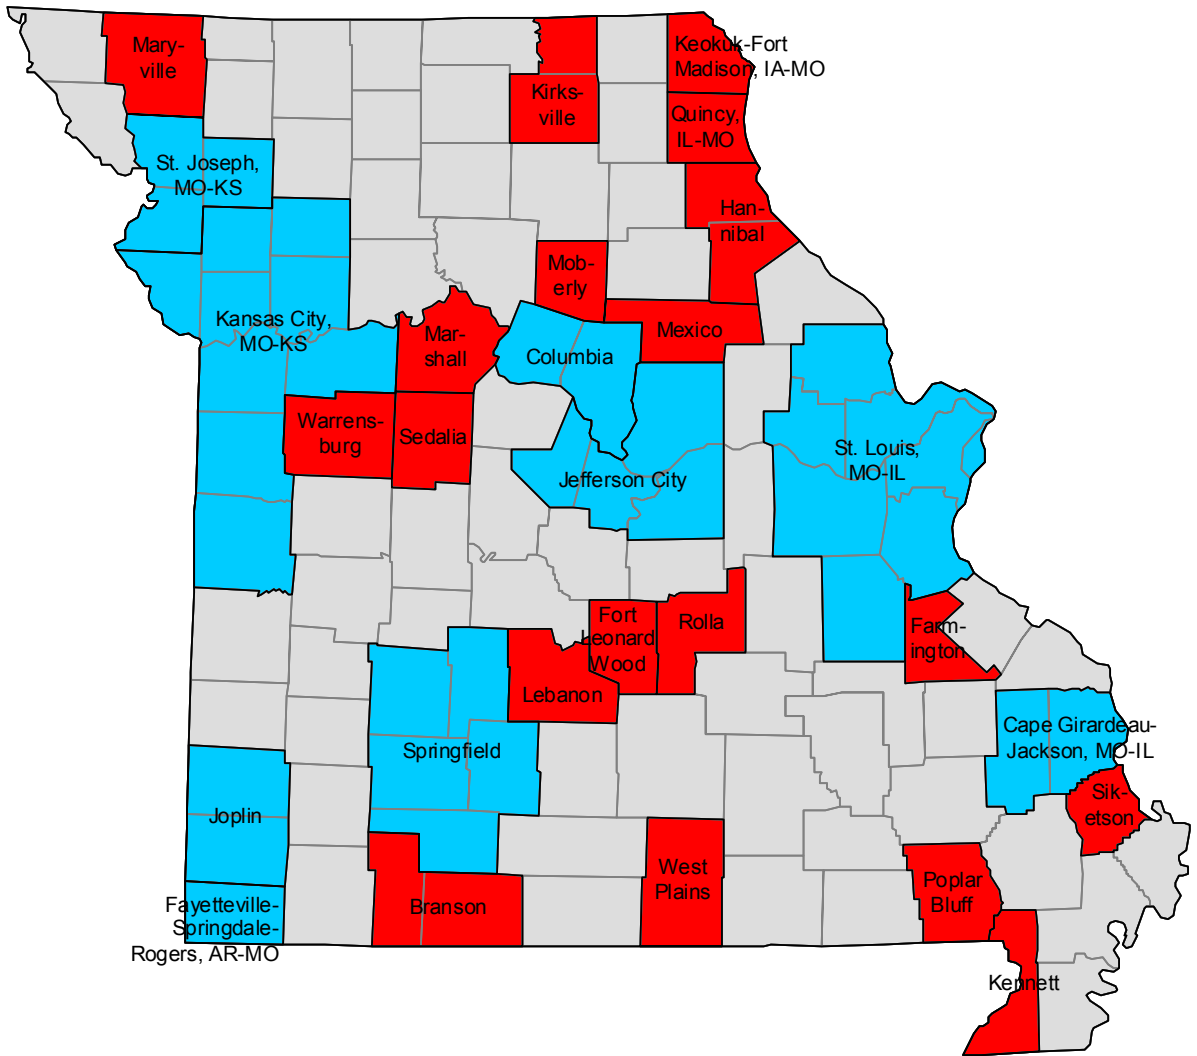 Mary-
ville
Keokuk-Fort
Madison, IA-MO
Kirks-
ville
Quincy,
IL-MO
St. Joseph,
MO-KS
Han-
nibal
Mob-
erly
Kansas City,
MO-KS
Mar-
shall
Columbia
Mexico
Warrens-
burg
Sedalia
St. Louis,
MO-IL
Jefferson City
Fort
Leonard
Wood
Rolla
Farm-
ington
Lebanon
Springfield
Cape Girardeau-
Jackson, MO-IL
Joplin
Sik-
etson
West
Plains
Poplar
Bluff
Branson
Fayetteville-
Springdale-
Rogers, AR-MO
Kennett